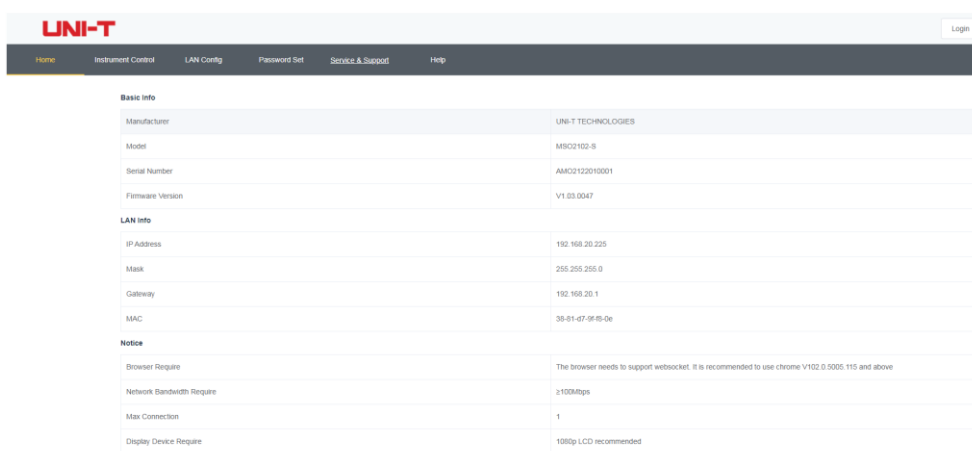 UNI-T
Login
Home Instrument Control LAN Config Password Set Service & Support Help
Basic Info
Manufacturer UNI-T TECHNOLOGIES
Model MSO2102-S
Serial Number AMO2122010001
Firmware Version V1.03.0047
LAN Info
IP Address 192.168.20.225
Mask 255.255.255.0
Gateway 192.168.20.1
MAC 38-81-d7-9f-f5-0e
Notice
Browser Require The browser needs to support websocket. It is recommended to use chrome V102.0.5005.115 and above
Network Bandwidth Require ≥100Mbps
Max Connection 1
Display Device Require 1080p LCD recommended